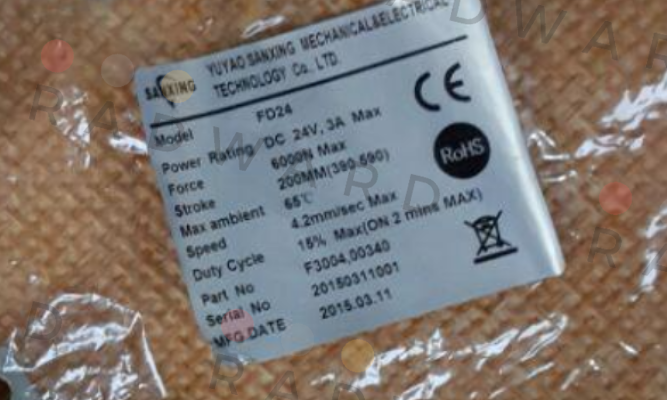 SANXING
YUYAO SANXING MECHANICAL&ELECTRICAL
TECHNOLOGY Co., LTD.
Model FD24
Power Rating DC 24V, 3A Max
Force 6000N Max
Stroke 200MM(390-590)
Max ambient 65℃
Speed 4.2mm/sec Max
Duty Cycle 15% Max(ON 2 mins MAX)
Part No F3004,00340
Serial No 20150311001
MFG DATE 2015.03.11
CE
RoHS